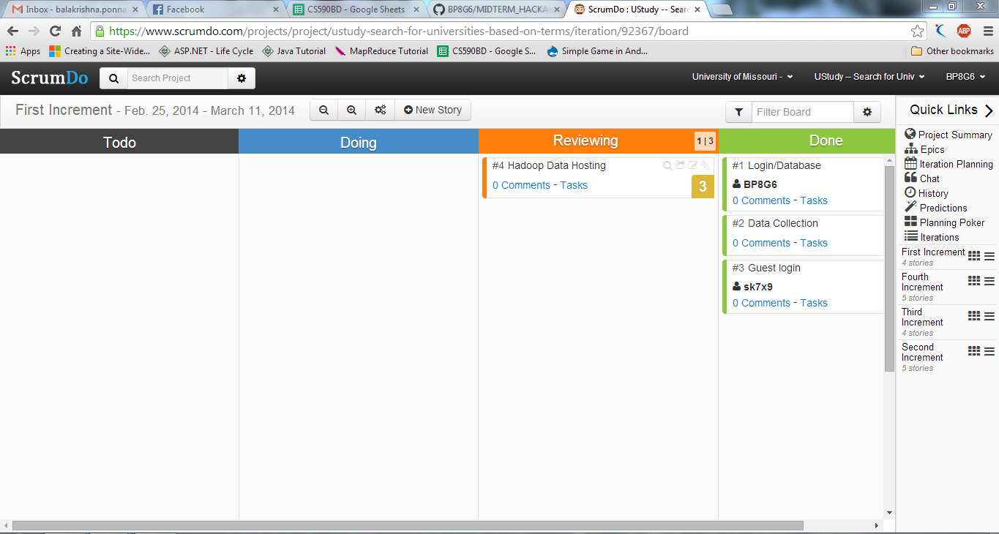 Inbox - balakrishna.ponna
Facebook
CS590BD - Google Sheets
BP8G6/MIDTERM_HACKA
ScrumDo : UStudy -- Sear
https://www.scrumdo.com/projects/project/ustudy-search-for-universities-based-on-terms/iteration/92367/board
ABP
Apps
Creating a Site-Wide...
ASP.NET - Life Cycle
Java Tutorial
MapReduce Tutorial
CS590BD - Google S...
Simple Game in And...
Other bookmarks
ScrumDo
Search Project
University of Missouri -
UStudy -- Search for Univ
BP8G6
First Increment - Feb. 25, 2014 - March 11, 2014
New Story
Filter Board
Quick Links
Todo
Doing
Reviewing
1 | 3
Done
#4 Hadoop Data Hosting
0 Comments - Tasks
3
#1 Login/Database
BP8G6
0 Comments - Tasks
#2 Data Collection
0 Comments - Tasks
#3 Guest login
sk7x9
0 Comments - Tasks
Project Summary
Epics
Iteration Planning
Chat
History
Predictions
Planning Poker
Iterations
First Increment
4 stories
Fourth
Increment
5 stories
Third
Increment
4 stories
Second
Increment
5 stories